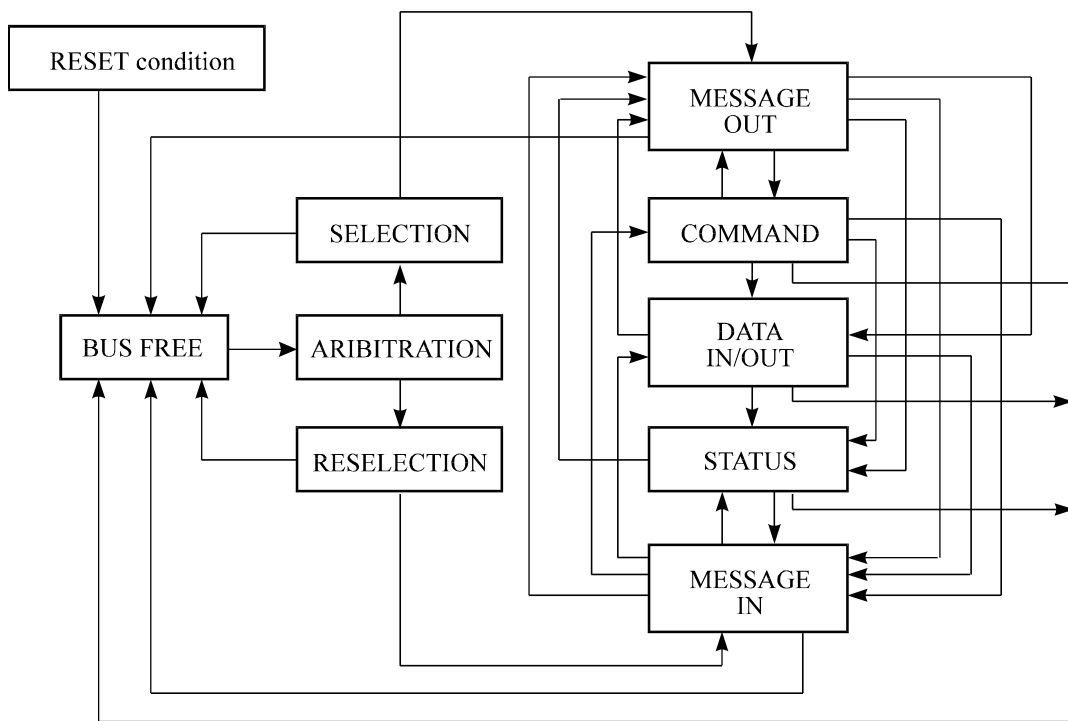 RESET condition
MESSAGE
OUT
SELECTION
COMMAND
BUS FREE
ARIBITRATION
DATA
IN/OUT
RESELECTION
STATUS
MESSAGE
IN